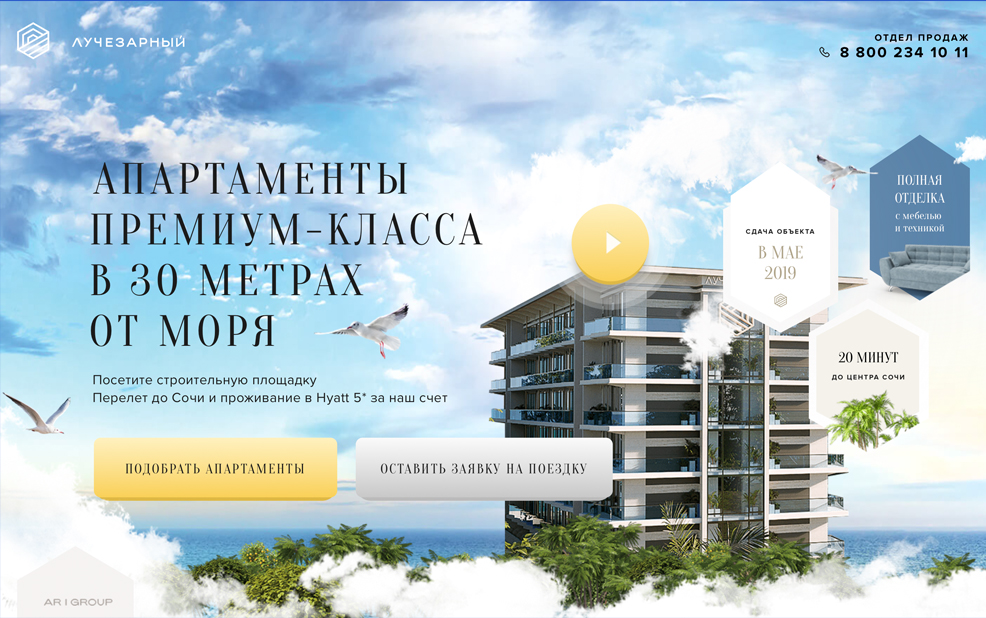 ЛУЧЕЗАРНЫЙ
ОТДЕЛ ПРОДАЖ
8 800 234 10 11
АПАРТАМЕНТЫ
ПРЕМИУМ-КЛАССА
В 30 МЕТРАХ
ОТ МОРЯ
Посетите строительную площадку
Перелет до Сочи и проживание в Hyatt 5* за наш счет
ПОДОБРАТЬ АПАРТАМЕНТЫ
ОСТАВИТЬ ЗАЯВКУ НА ПОЕЗДКУ
СДАЧА ОБЪЕКТА
В МАЕ
2019
ПОЛНАЯ
ОТДЕЛКА
с мебелью
и техникой
20 МИНУТ
ДО ЦЕНТРА СОЧИ
AR | GROUP